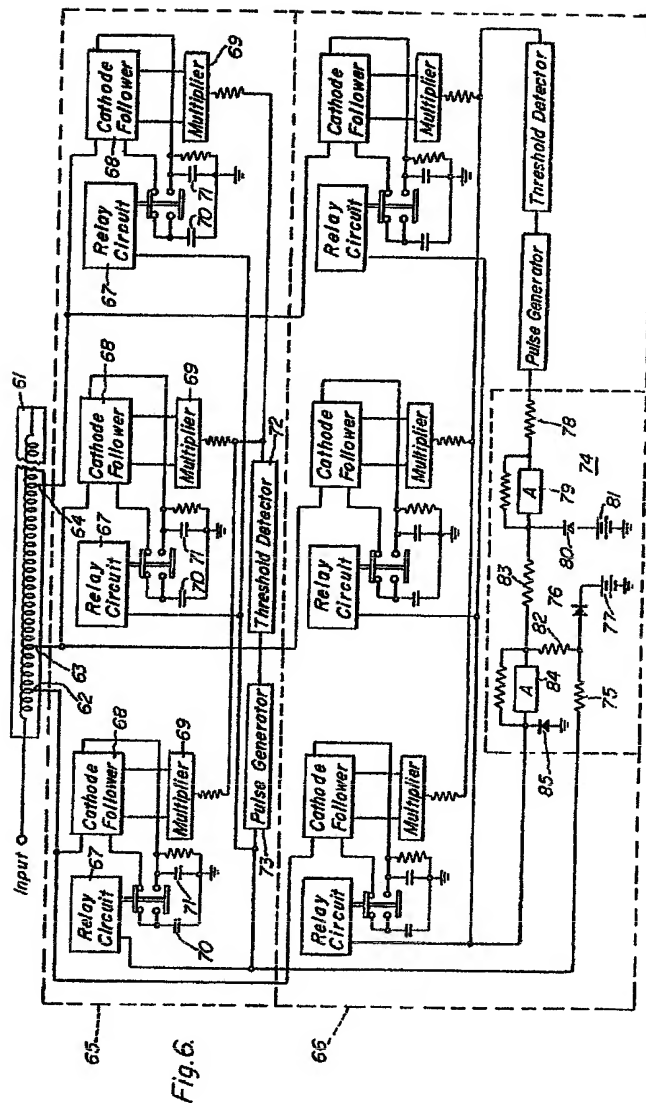 Fig. 6.
Input
61
62
63
64
65
Relay
Circuit
67
Cathode
Follower
68
Multiplier
69
70
71
Relay
Circuit
67
Cathode
Follower
68
Multiplier
69
70
71
Relay
Circuit
67
Cathode
Follower
68
Multiplier
69
70
71
Pulse Generator
73
Threshold Detector
72
66
Relay
Circuit
Cathode
Follower
Multiplier
Relay
Circuit
Cathode
Follower
Multiplier
Relay
Circuit
Cathode
Follower
Multiplier
A
84
85
83
82
75
76
77
A
79
80
81
78
74
Pulse Generator
Threshold Detector